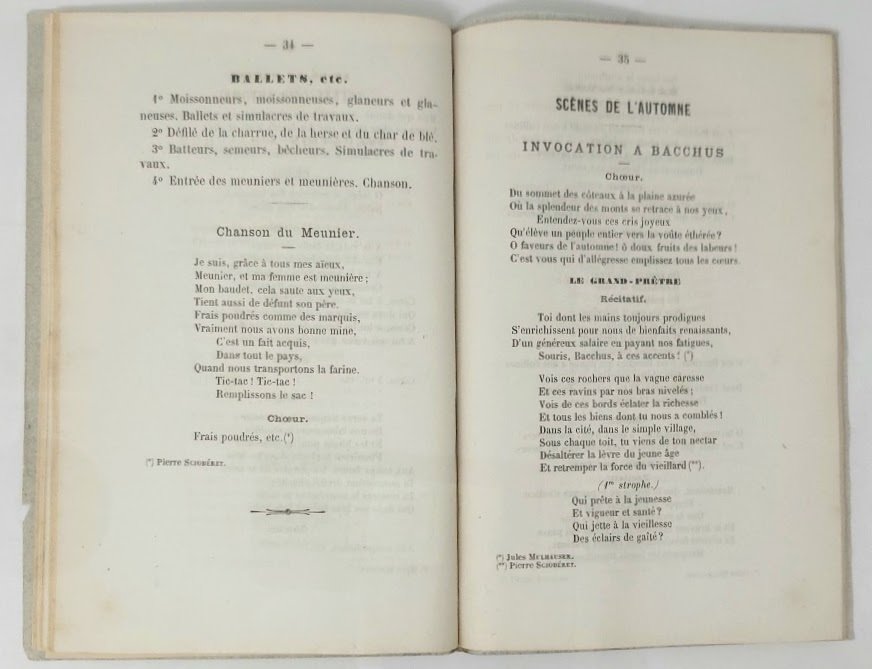 — 34 —
BALLETS, etc.
1º Moissonneurs, moissonneuses, glaneurs et gla-
neuses. Ballets et simulacres de travaux.
2º Défilé de la charrue, de la herse et du char de blé.
3º Batteurs, semeurs, bêcheurs. Simulacres de tra-
vaux.
4º Entrée des meuniers et meunières. Chanson.
Chanson du Meunier.
Je suis, grâce à tous mes aïeux,
Meunier, et ma femme est meunière ;
Mon baudet, cela saute aux yeux,
Tient aussi de défunt son père.
Frais poudrés comme des marquis,
Vraiment nous avons bonne mine,
C'est un fait acquis,
Dans tout le pays,
Quand nous transportons la farine.
Tic-tac ! Tic-tac !
Remplissons le sac !
Chœur.
Frais poudrés, etc.(*)
(*) Pierre SCIOBÉRET.
— 35 —
SCÈNES DE L'AUTOMNE
INVOCATION A BACCHUS
Chœur.
Du sommet des côteaux à la plaine azurée
Où la splendeur des monts se retrace à nos yeux,
Entendez-vous ces cris joyeux
Qu'élève un peuple entier vers la voûte éthérée?
O faveurs de l'automne! ô doux fruits des labeurs!
C'est vous qui d'allégresse emplissez tous les cœurs.
LE GRAND-PRÊTRE
Récitatif.
Toi dont les mains toujours prodigues
S'enrichissent pour nous de bienfaits renaissants,
D'un généreux salaire en payant nos fatigues,
Souris, Bacchus, à ces accents! (*)
Vois ces rochers que la vague caresse
Et ces ravins par nos bras nivelés ;
Vois de ces bords éclater la richesse
Et tous les biens dont tu nous a comblés !
Dans la cité, dans le simple village,
Sous chaque toit, tu viens de ton nectar
Désaltérer la lèvre du jeune âge
Et retremper la force du vieillard (**).
(1re strophe.)
Qui prête à la jeunesse
Et vigueur et santé?
Qui jette à la vieillesse
Des éclairs de gaîté?
(*) Jules MULHAUSER.
(**) Pierre SCIOBÉRET.